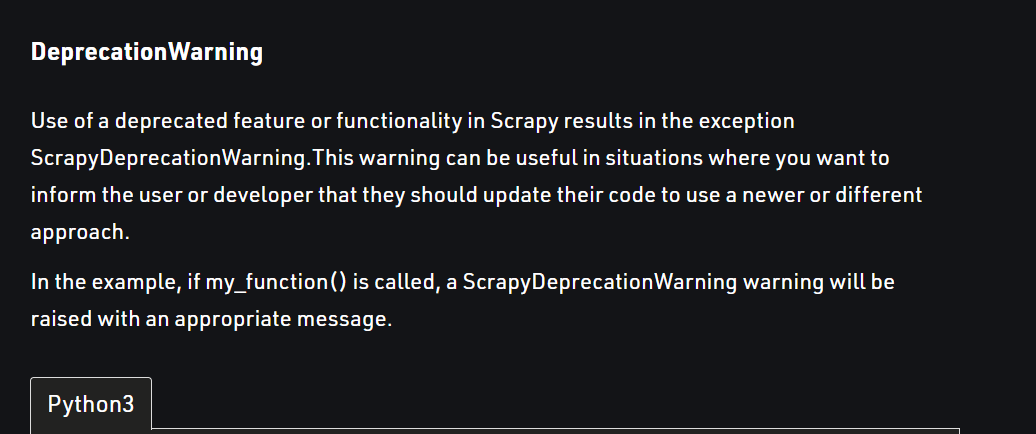 DeprecationWarning
Use of a deprecated feature or functionality in Scrapy results in the exception
ScrapyDeprecationWarning.This warning can be useful in situations where you want to
inform the user or developer that they should update their code to use a newer or different
approach.
In the example, if my_function() is called, a ScrapyDeprecationWarning warning will be
raised with an appropriate message.
Python3